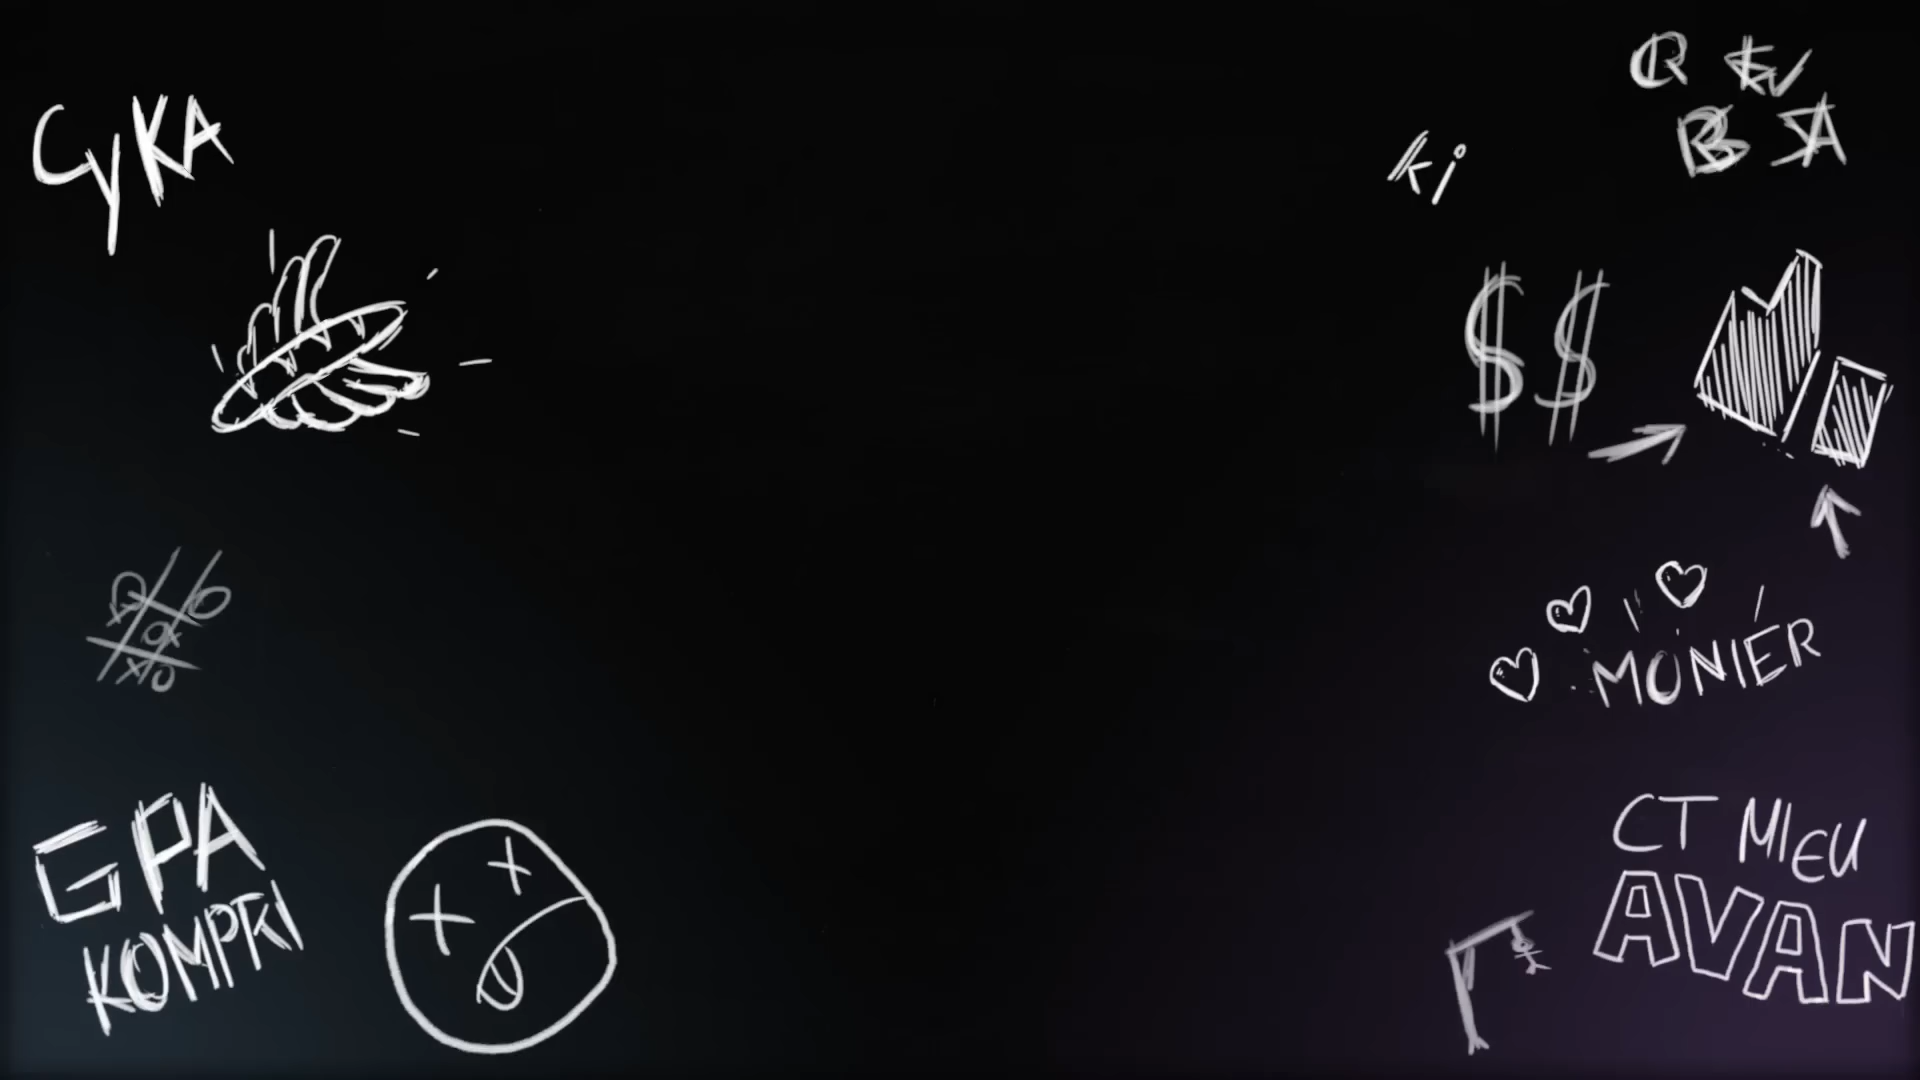 CyKA
ki
$$
MONIER
GPA
KOMPRI
CT MIEU
AVAN